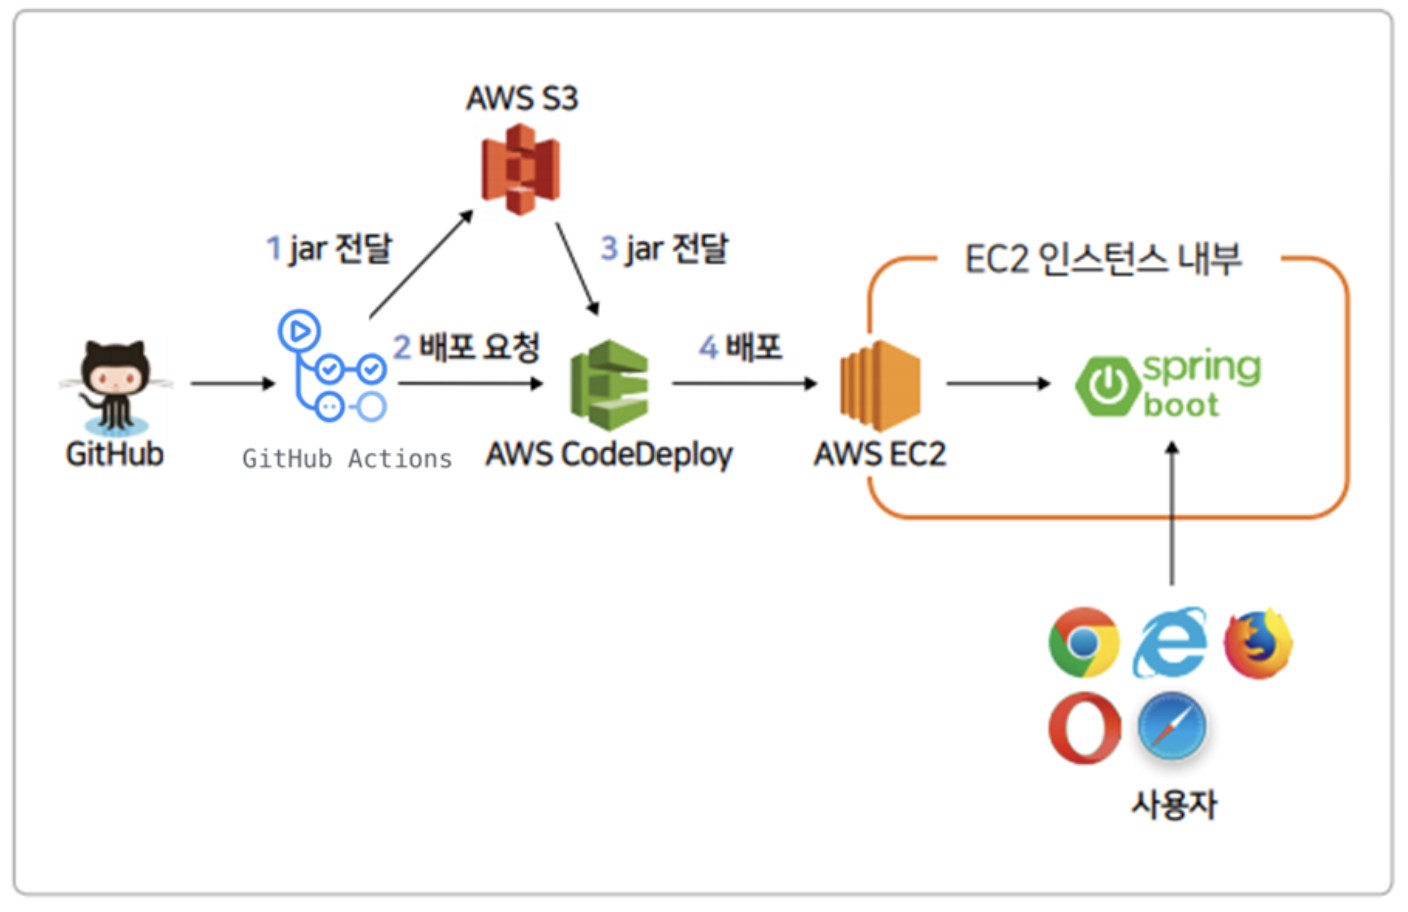 AWS S3
1 jar 전달
3 jar 전달
EC2 인스턴스 내부
2 배포 요청
4 배포
spring
boot
GitHub
GitHub Actions
AWS CodeDeploy
AWS EC2
사용자